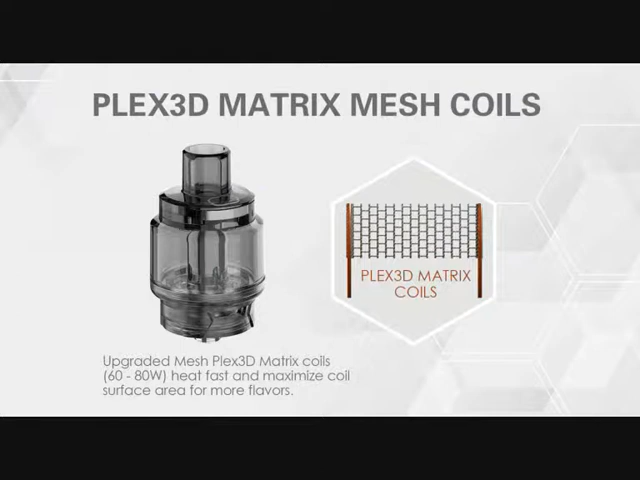 PLEX3D MATRIX MESH COILS
PLEX3D MATRIX
COILS
Upgraded Mesh Plex3D Matrix coils
(60 - 80W) heat fast and maximize coil
surface area for more flavors.